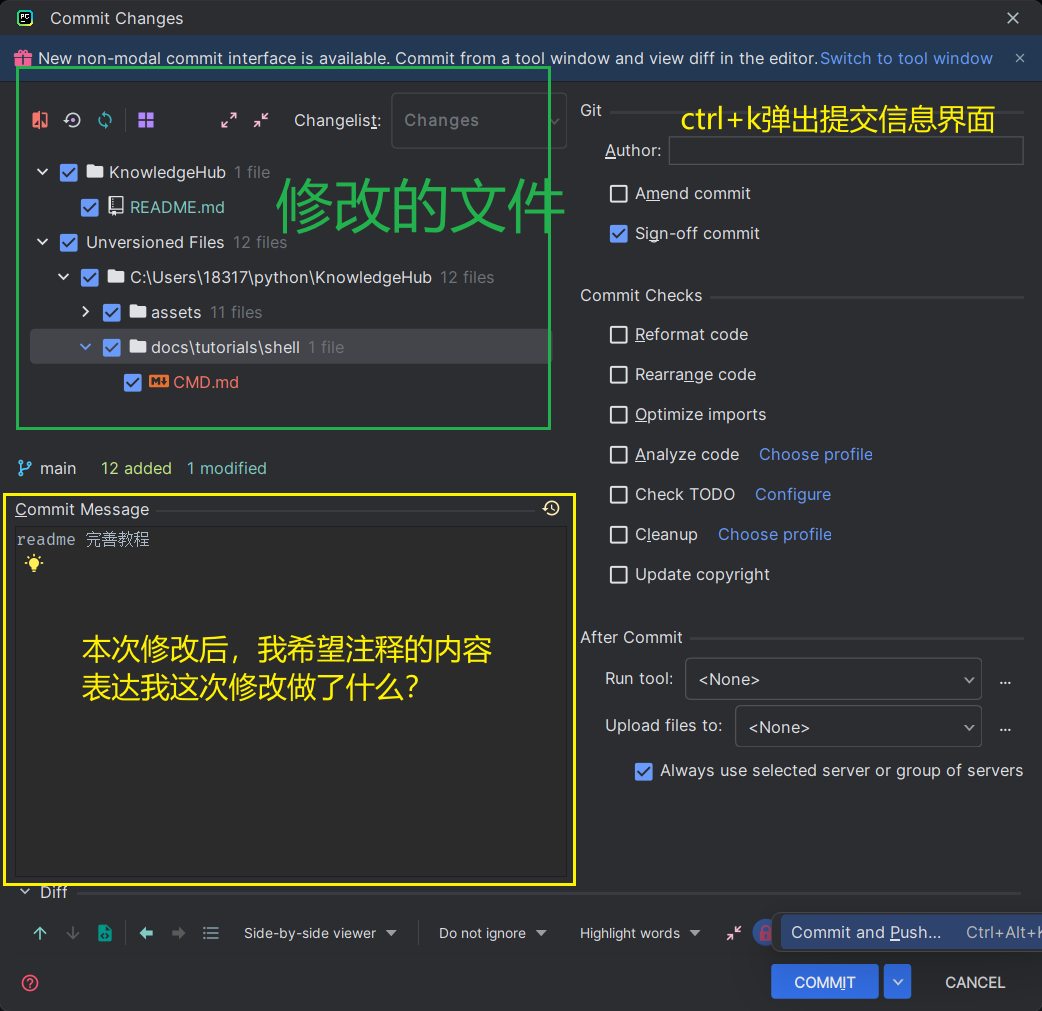 Commit Changes
New non-modal commit interface is available. Commit from a tool window and view diff in the editor. Switch to tool window
Changelist: Changes
KnowledgeHub 1 file
README.md
Unversioned Files 12 files
C:\Users\18317\python\KnowledgeHub 12 files
assets 11 files
docs\tutorials\shell 1 file
CMD.md
修改的文件
main 12 added 1 modified
Commit Message
readme 完善教程
本次修改后，我希望注释的内容
表达我这次修改做了什么？
Git
ctrl+k弹出提交信息界面
Author:
Amend commit
Sign-off commit
Commit Checks
Reformat code
Rearrange code
Optimize imports
Analyze code Choose profile
Check TODO Configure
Cleanup Choose profile
Update copyright
After Commit
Run tool: <None> ...
Upload files to: <None> ...
Always use selected server or group of servers
Diff
Side-by-side viewer Do not ignore Highlight words
Commit and Push... Ctrl+Alt+K
COMMIT CANCEL